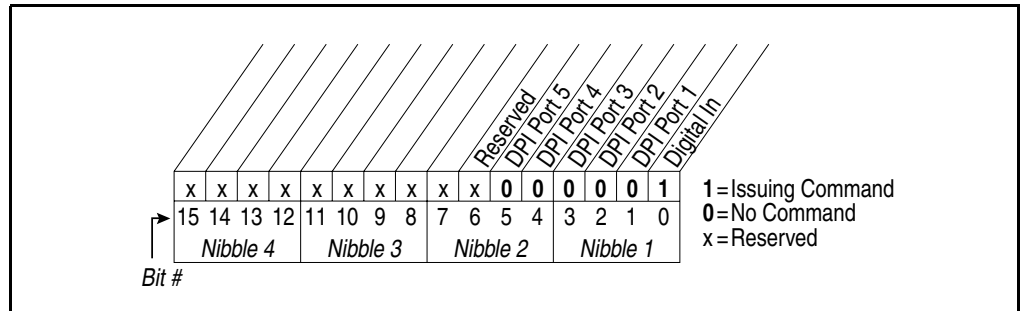 Reserved
DPI Port 5
DPI Port 4
DPI Port 3
DPI Port 2
DPI Port 1
Digital In
x x x x x x x x x x 0 0 0 0 0 1
15 14 13 12 11 10 9 8 7 6 5 4 3 2 1 0
Nibble 4 Nibble 3 Nibble 2 Nibble 1
Bit #
1=Issuing Command
0=No Command
x=Reserved